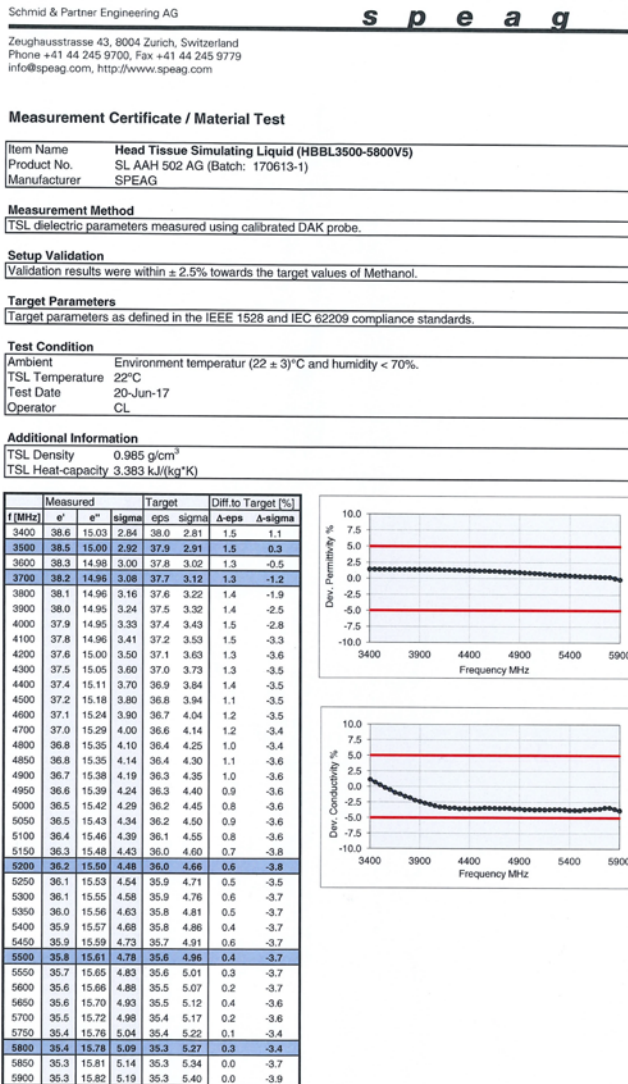 Schmid & Partner Engineering AG
s p e a g
Zeughausstrasse 43, 8004 Zurich, Switzerland
Phone +41 44 245 9700, Fax +41 44 245 9779
info@speag.com, http://www.speag.com
Measurement Certificate / Material Test
Item Name Head Tissue Simulating Liquid (HBBL3500-5800V5)
Product No. SL AAH 502 AG (Batch: 170613-1)
Manufacturer SPEAG
Measurement Method
TSL dielectric parameters measured using calibrated DAK probe.
Setup Validation
Validation results were within ± 2.5% towards the target values of Methanol.
Target Parameters
Target parameters as defined in the IEEE 1528 and IEC 62209 compliance standards.
Test Condition
Ambient Environment temperatur (22 ± 3)°C and humidity < 70%.
TSL Temperature 22°C
Test Date 20-Jun-17
Operator CL
Additional Information
TSL Density 0.985 g/cm³
TSL Heat-capacity 3.383 kJ/(kg*K)
Measured Target Diff.to Target [%]
f [MHz] e' e" sigma eps sigma Δ-eps Δ-sigma
3400 38.6 15.03 2.84 38.0 2.81 1.5 1.1
3500 38.5 15.00 2.92 37.9 2.91 1.5 0.3
3600 38.3 14.98 3.00 37.8 3.02 1.3 -0.5
3700 38.2 14.96 3.08 37.7 3.12 1.3 -1.2
3800 38.1 14.96 3.16 37.6 3.22 1.4 -1.9
3900 38.0 14.95 3.24 37.5 3.32 1.4 -2.5
4000 37.9 14.95 3.33 37.4 3.43 1.5 -2.8
4100 37.8 14.96 3.41 37.2 3.53 1.5 -3.3
4200 37.6 15.00 3.50 37.1 3.63 1.3 -3.6
4300 37.5 15.05 3.60 37.0 3.73 1.3 -3.5
4400 37.4 15.11 3.70 36.9 3.84 1.4 -3.5
4500 37.2 15.18 3.80 36.8 3.94 1.1 -3.5
4600 37.1 15.24 3.90 36.7 4.04 1.2 -3.5
4700 37.0 15.29 4.00 36.6 4.14 1.2 -3.4
4800 36.8 15.35 4.10 36.4 4.25 1.0 -3.4
4850 36.8 15.35 4.14 36.4 4.30 1.1 -3.6
4900 36.7 15.38 4.19 36.3 4.35 1.0 -3.6
4950 36.6 15.39 4.24 36.3 4.40 0.9 -3.6
5000 36.5 15.42 4.29 36.2 4.45 0.8 -3.6
5050 36.5 15.43 4.34 36.2 4.50 0.9 -3.6
5100 36.4 15.46 4.39 36.1 4.55 0.8 -3.6
5150 36.3 15.48 4.43 36.0 4.60 0.7 -3.8
5200 36.2 15.50 4.48 36.0 4.66 0.6 -3.8
5250 36.1 15.53 4.54 35.9 4.71 0.5 -3.5
5300 36.1 15.55 4.58 35.9 4.76 0.6 -3.7
5350 36.0 15.56 4.63 35.8 4.81 0.5 -3.7
5400 35.9 15.57 4.68 35.8 4.86 0.4 -3.7
5450 35.9 15.59 4.73 35.7 4.91 0.6 -3.7
5500 35.8 15.61 4.78 35.6 4.96 0.4 -3.7
5550 35.7 15.65 4.83 35.6 5.01 0.3 -3.7
5600 35.6 15.66 4.88 35.5 5.07 0.2 -3.7
5650 35.6 15.70 4.93 35.5 5.12 0.4 -3.6
5700 35.5 15.72 4.98 35.4 5.17 0.2 -3.6
5750 35.4 15.76 5.04 35.4 5.22 0.1 -3.4
5800 35.4 15.78 5.09 35.3 5.27 0.3 -3.4
5850 35.3 15.81 5.14 35.3 5.34 0.0 -3.7
5900 35.3 15.82 5.19 35.3 5.40 0.0 -3.9
Dev. Permittivity %
10.0
7.5
5.0
2.5
0.0
-2.5
-5.0
-7.5
-10.0
3400 3900 4400 4900 5400 5900
Frequency MHz
Dev. Conductivity %
10.0
7.5
5.0
2.5
0.0
-2.5
-5.0
-7.5
-10.0
3400 3900 4400 4900 5400 5900
Frequency MHz